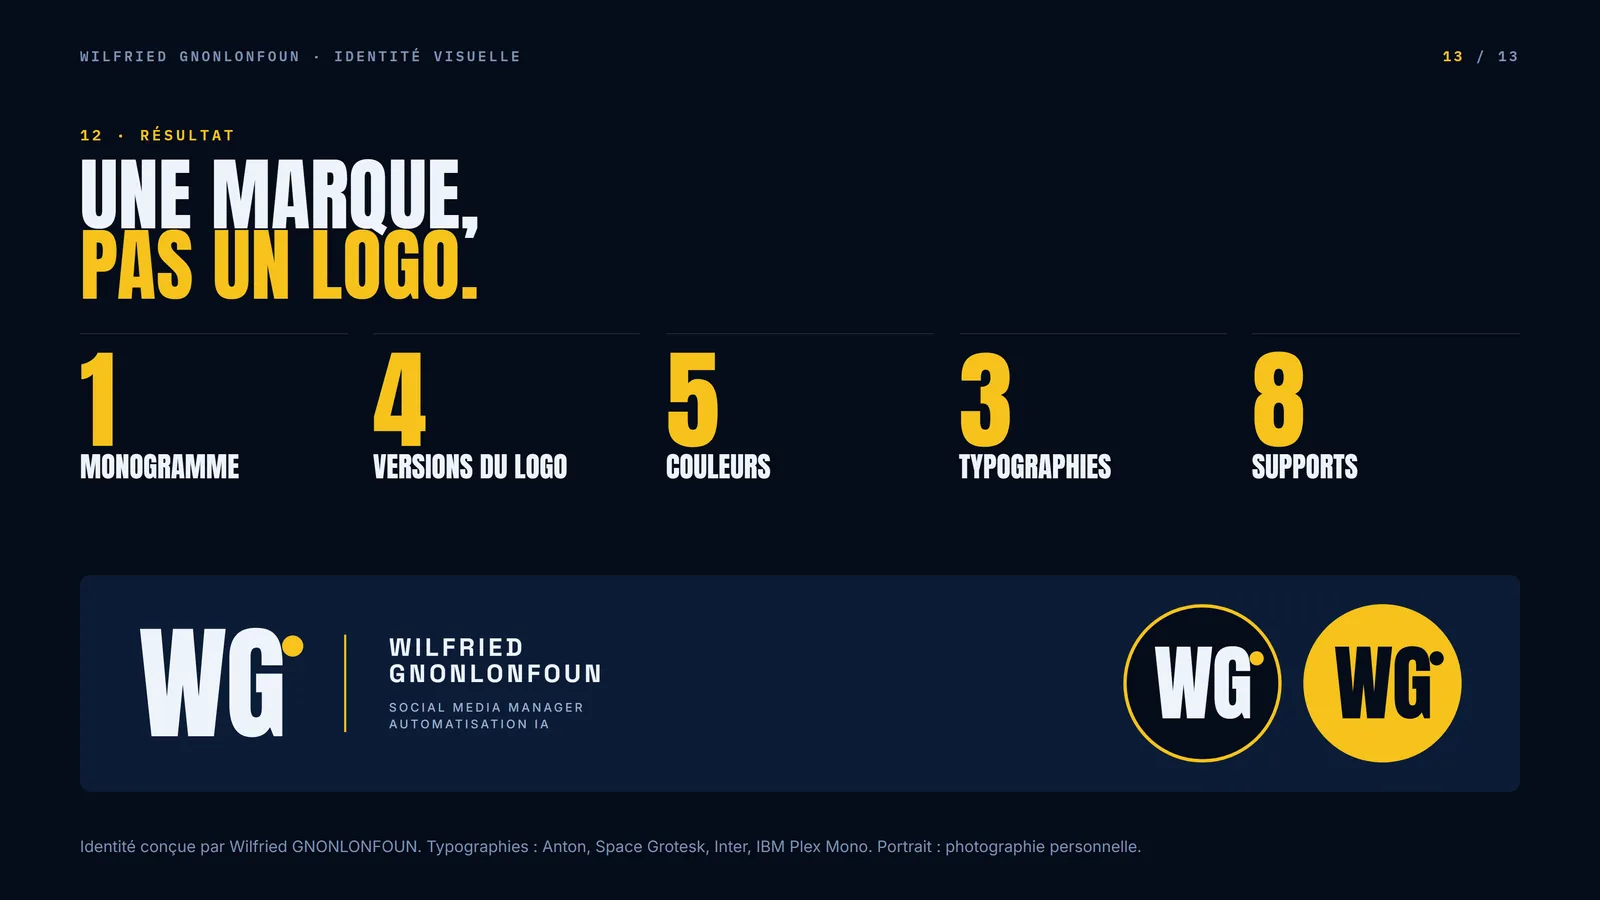 WILFRIED GNONLONFOUN · IDENTITÉ VISUELLE
13 / 13
12 · RÉSULTAT
UNE MARQUE,
PAS UN LOGO.
1
MONOGRAMME
4
VERSIONS DU LOGO
5
COULEURS
3
TYPOGRAPHIES
8
SUPPORTS
WG
WILFRIED
GNONLONFOUN
SOCIAL MEDIA MANAGER
AUTOMATISATION IA
WG
WG
Identité conçue par Wilfried GNONLONFOUN. Typographies : Anton, Space Grotesk, Inter, IBM Plex Mono. Portrait : photographie personnelle.